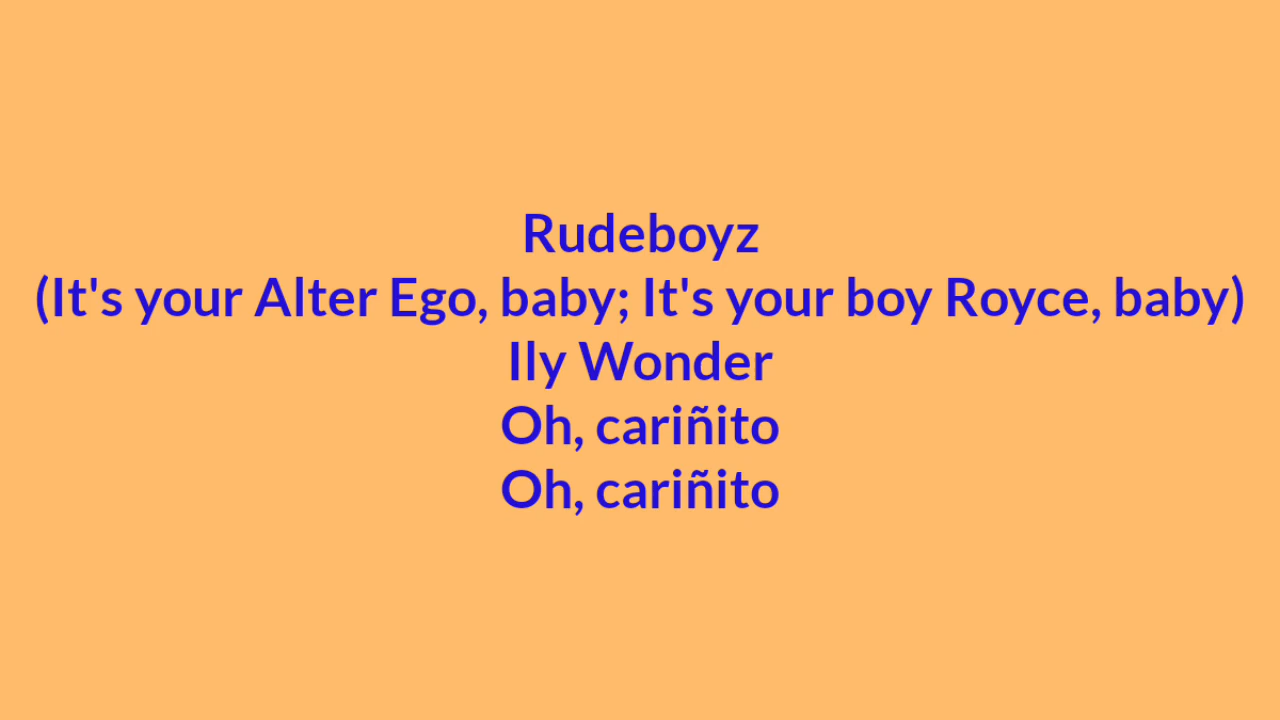 Rudeboyz
(It's your Alter Ego, baby; It's your boy Royce, baby)
Ily Wonder
Oh, cariñito
Oh, cariñito